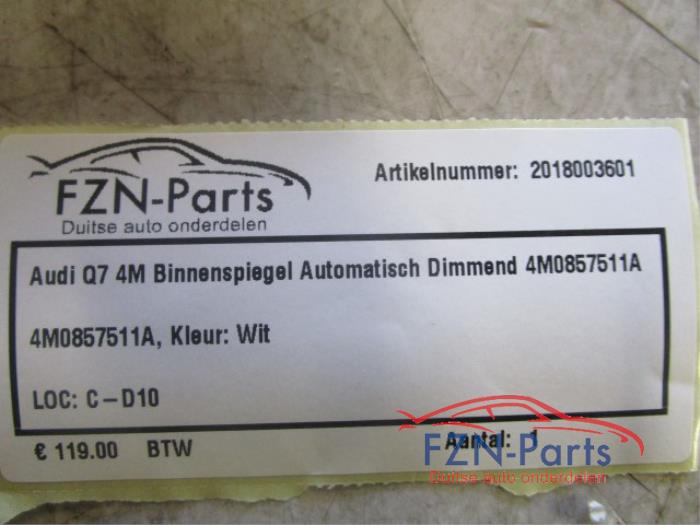 FZN-Parts
Duitse auto onderdelen
Artikelnummer: 2018003601
Audi Q7 4M Binnenspiegel Automatisch Dimmend 4M0857511A
4M0857511A, Kleur: Wit
LOC: C-D10
€ 119.00 BTW
Aantal: 1
FZN-Parts
Duitse auto onderdelen